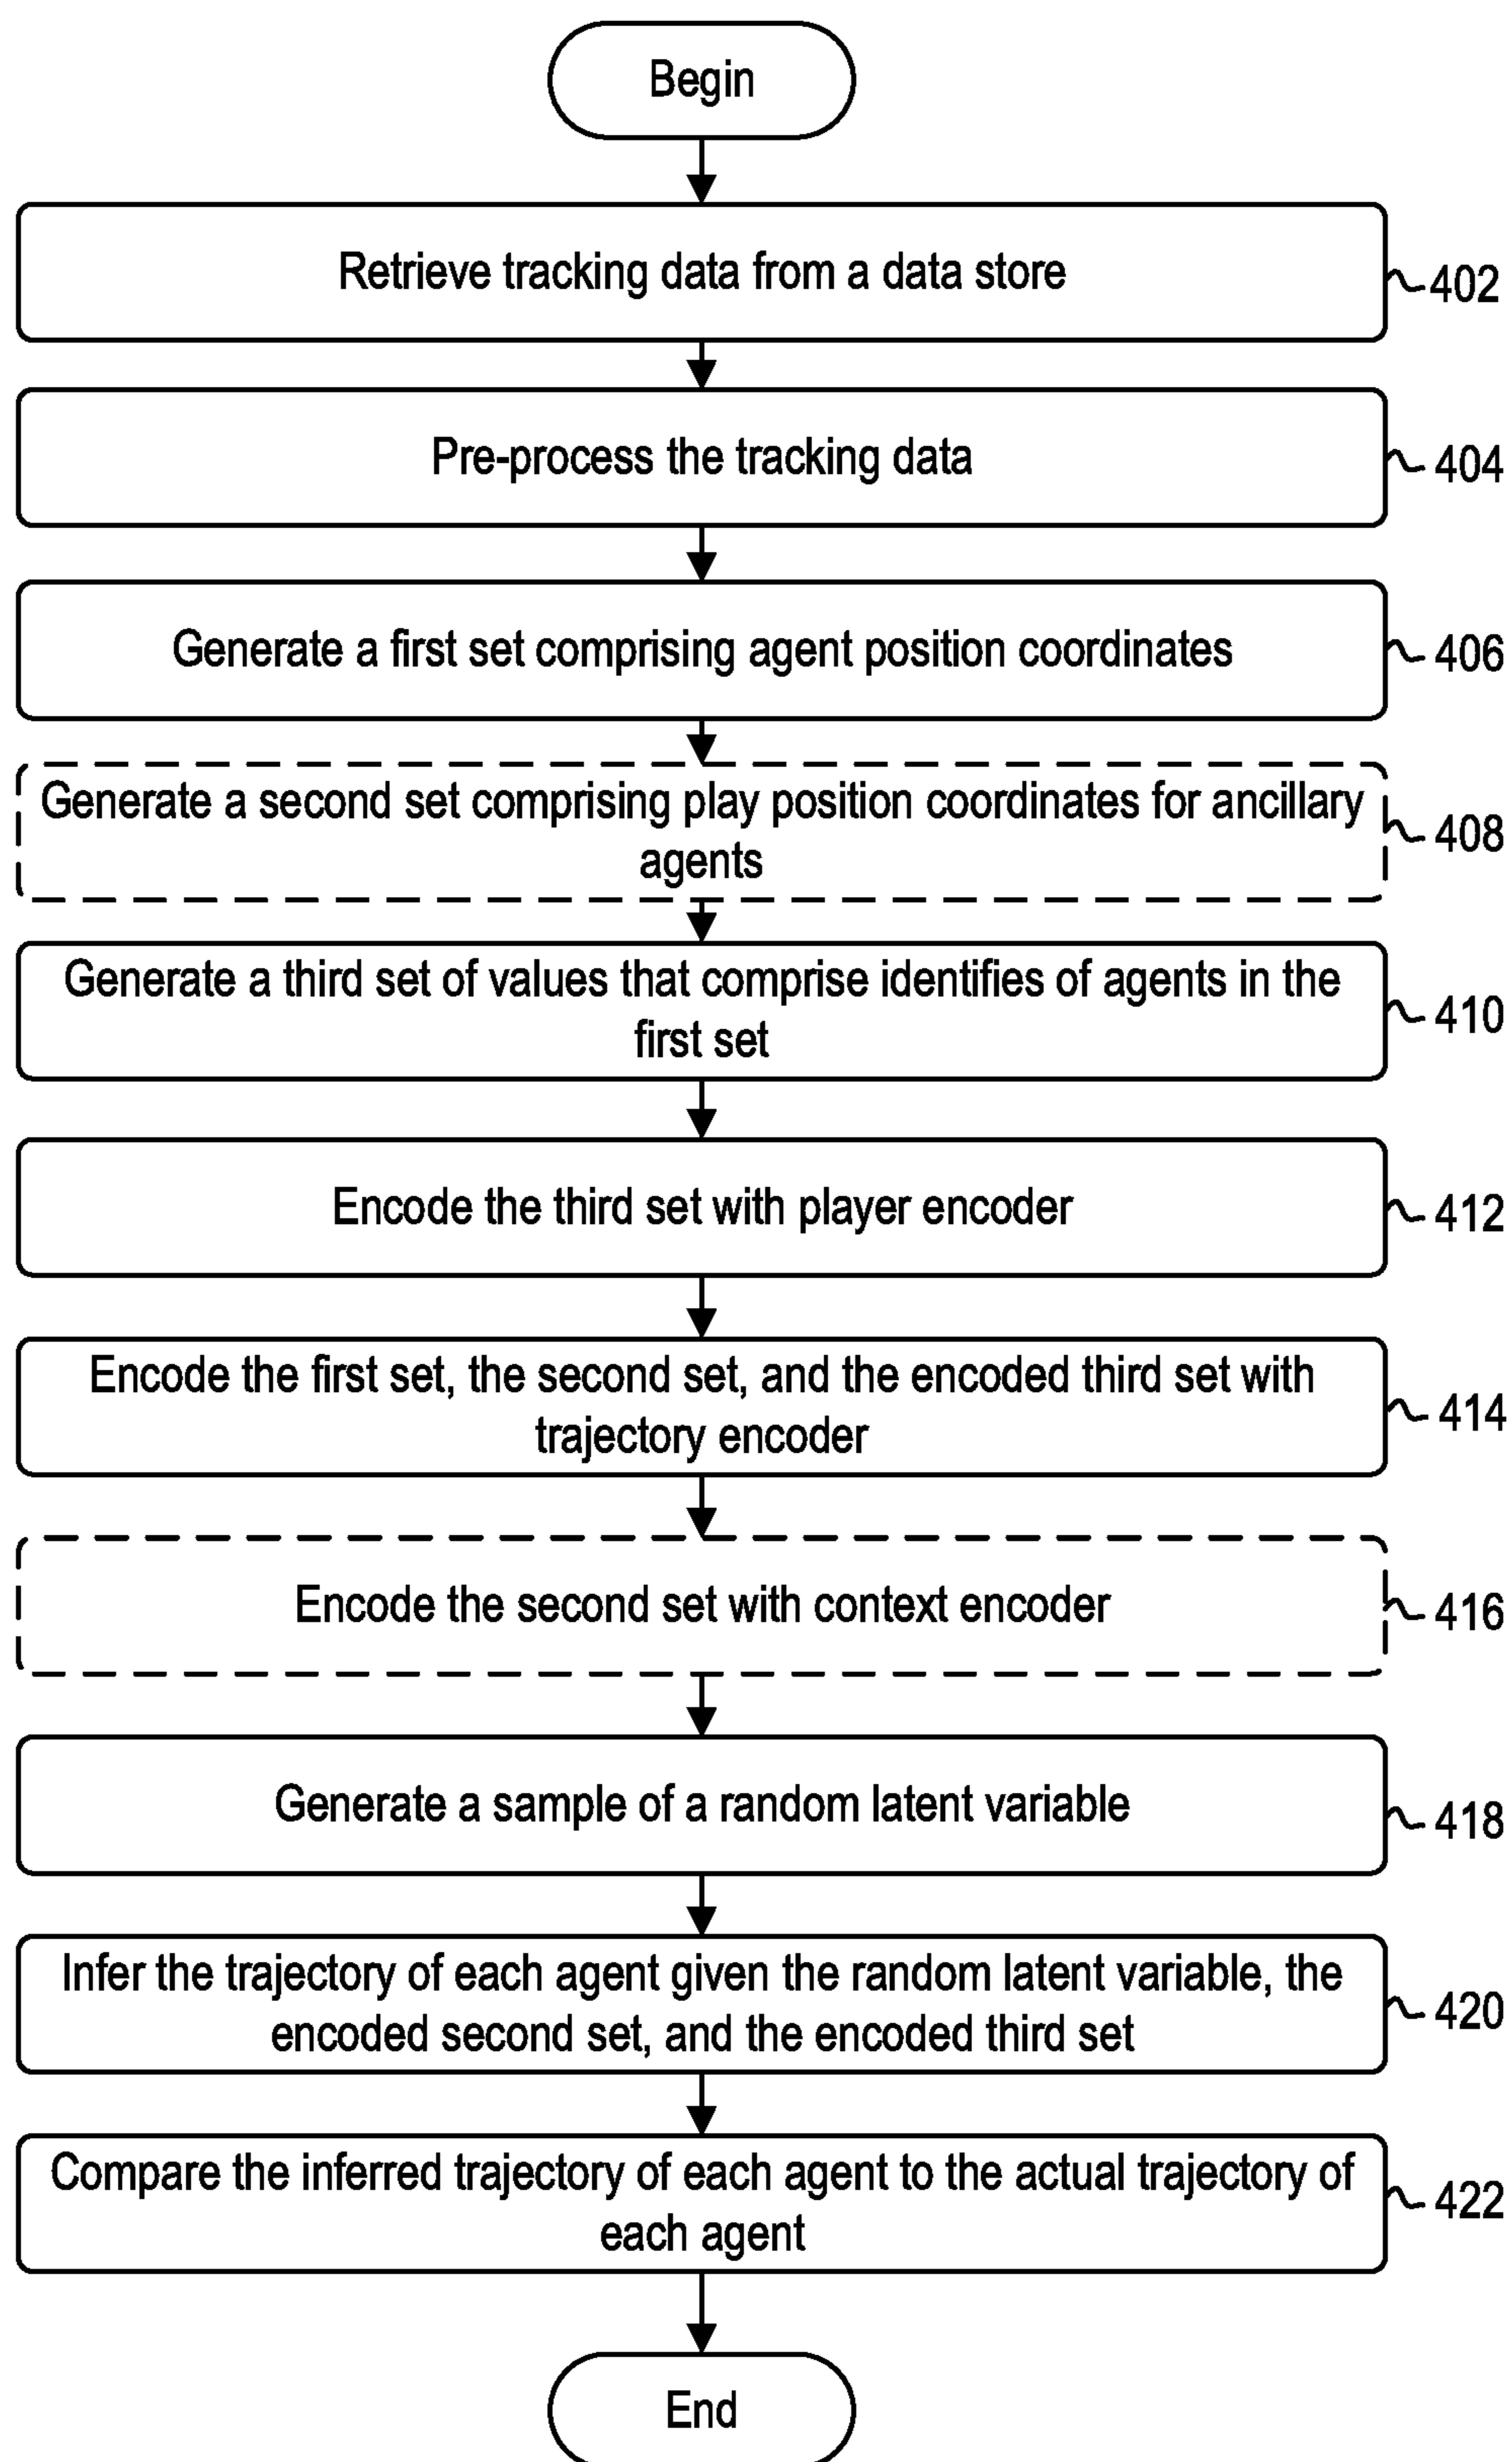 Begin
Retrieve tracking data from a data store
402
Pre-process the tracking data
404
Generate a first set comprising agent position coordinates
406
Generate a second set comprising play position coordinates for ancillary
agents
408
Generate a third set of values that comprise identifies of agents in the
first set
410
Encode the third set with player encoder
412
Encode the first set, the second set, and the encoded third set with
trajectory encoder
414
Encode the second set with context encoder
416
Generate a sample of a random latent variable
418
Infer the trajectory of each agent given the random latent variable, the
encoded second set, and the encoded third set
420
Compare the inferred trajectory of each agent to the actual trajectory of
each agent
422
End